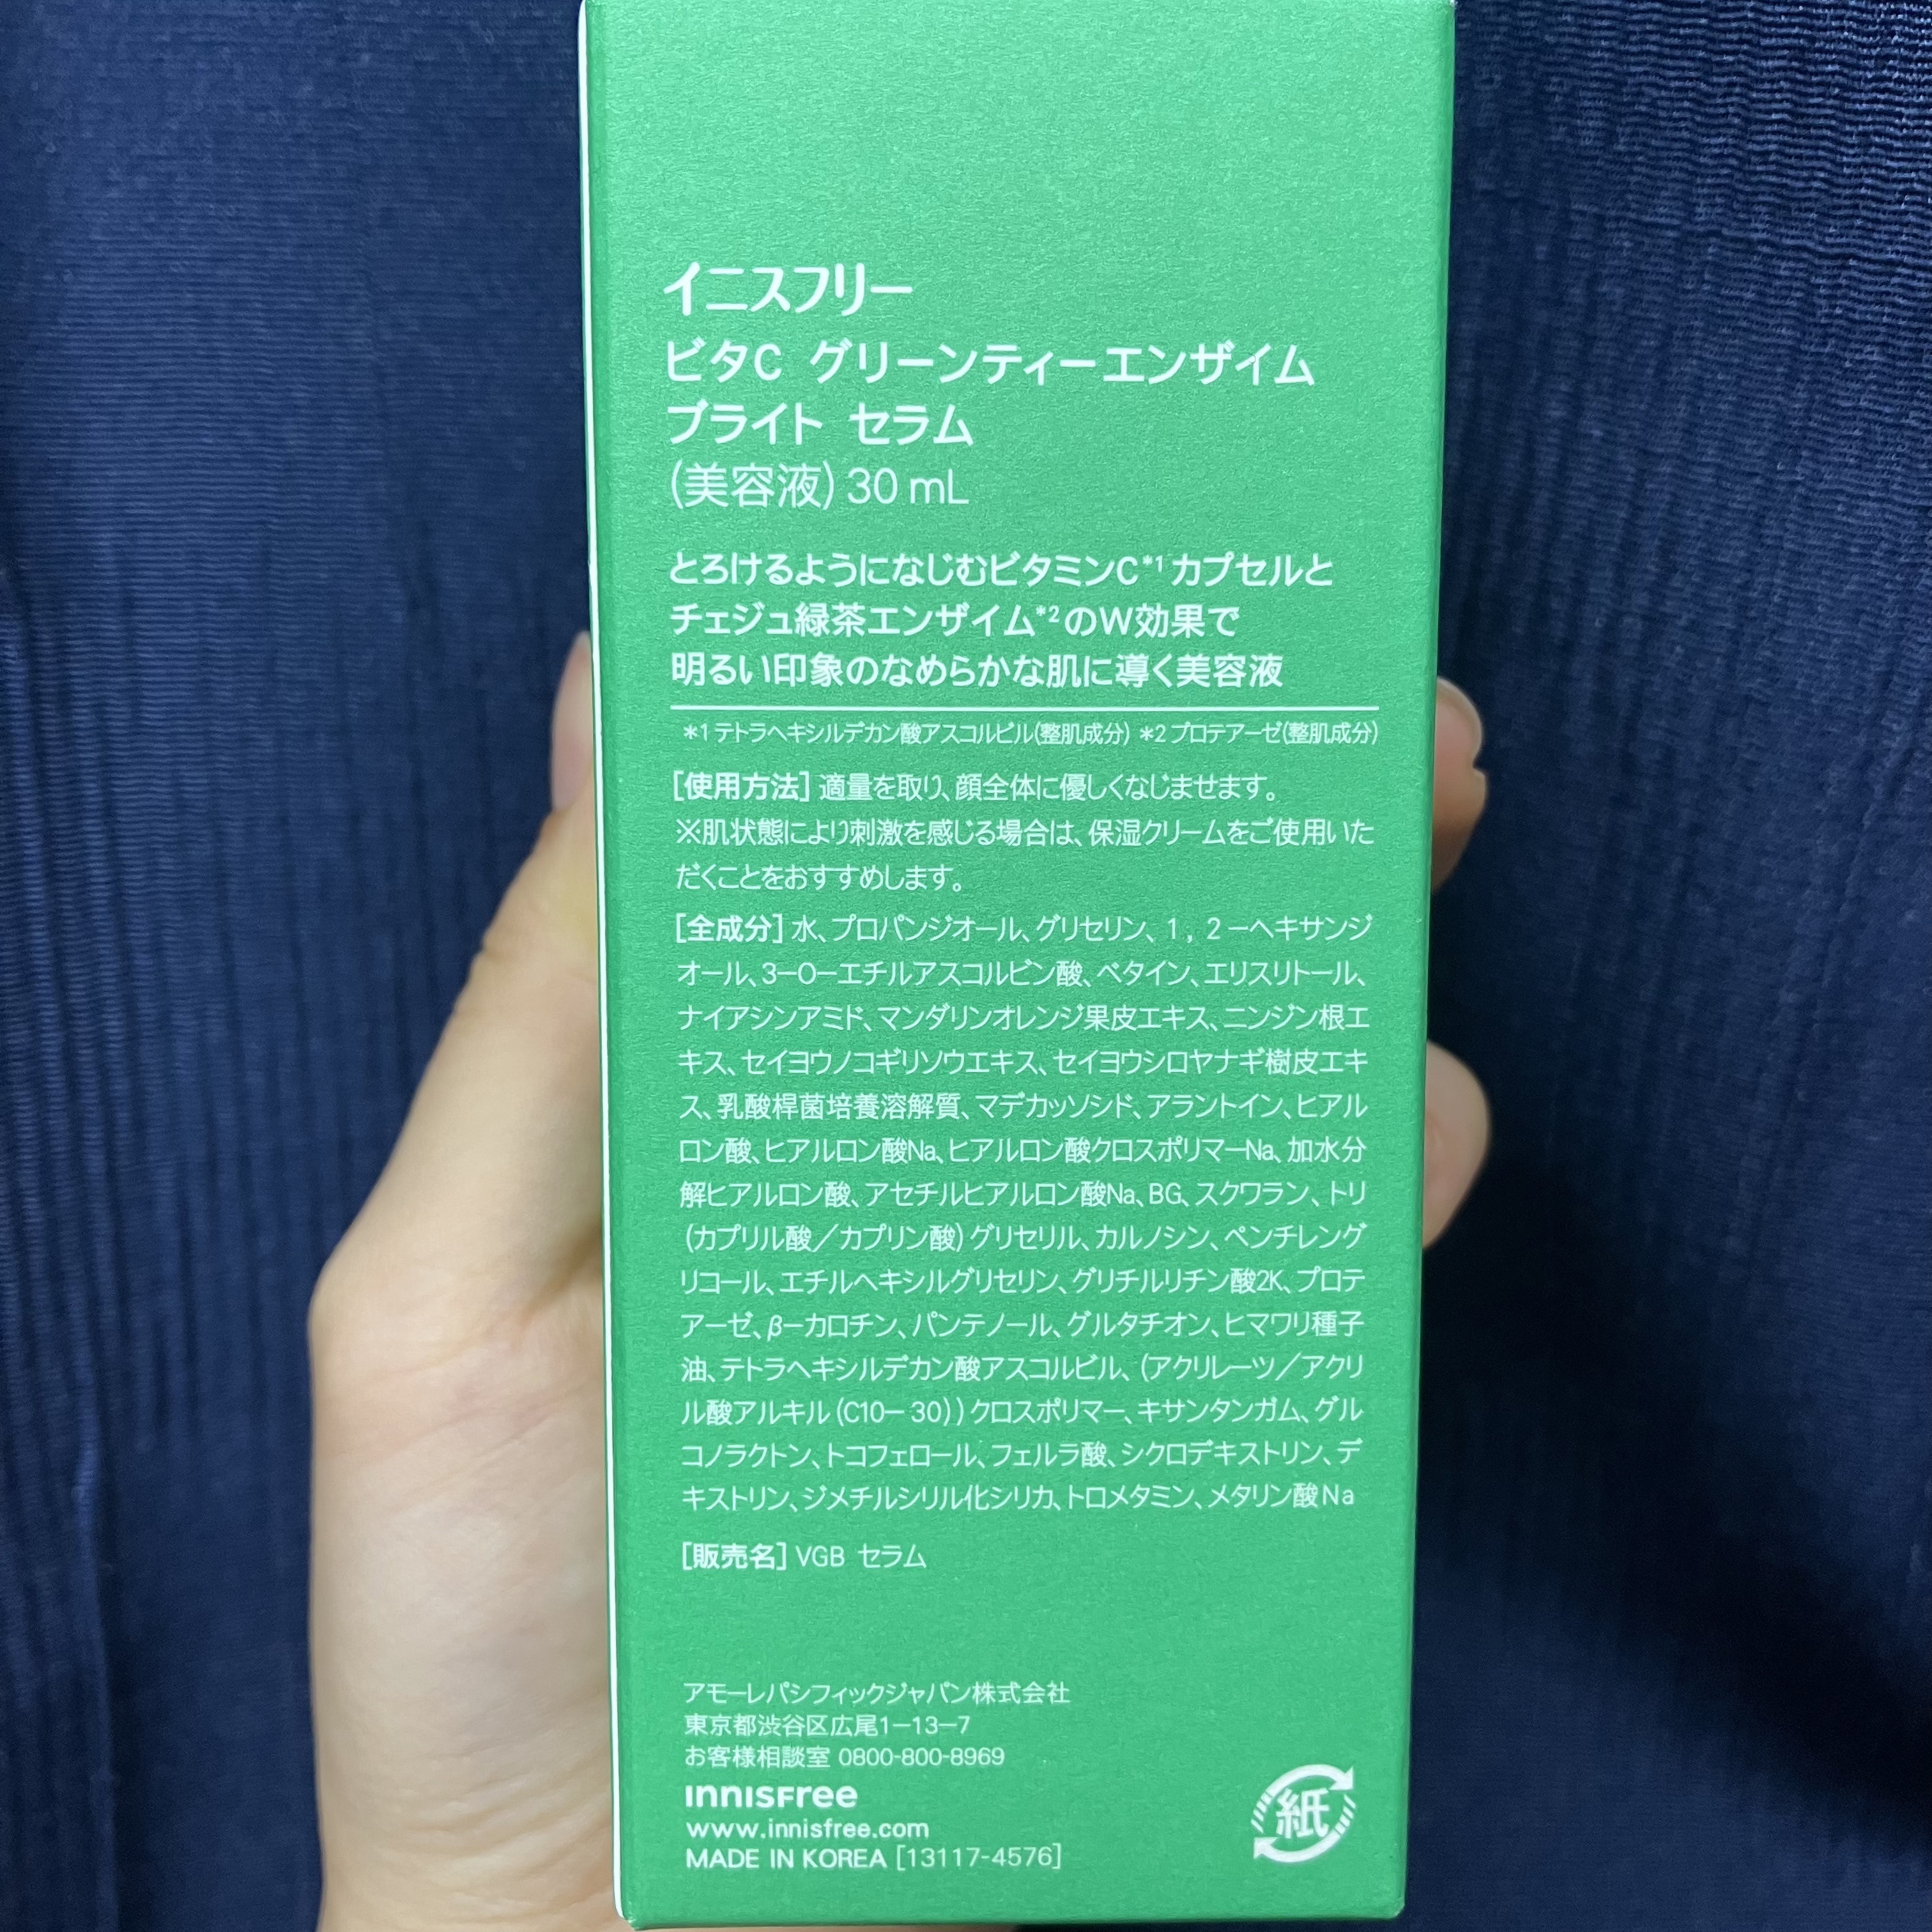 イニスフリー
ビタC グリーンティーエンザイム
ブライト セラム
(美容液) 30 mL
とろけるようになじむビタミンC*1カプセルと
チェジュ緑茶エンザイム*2のW効果で
明るい印象のなめらかな肌に導く美容液
*1 テトラヘキシルデカン酸アスコルビル(整肌成分) *2 プロテアーゼ(整肌成分)
[使用方法] 適量を取り、顔全体に優しくなじませます。
※肌状態により刺激を感じる場合は、保湿クリームをご使用いた
だくことをおすすめします。
[全成分] 水、プロパンジオール、グリセリン、1，2－ヘキサンジ
オール、3－O－エチルアスコルビン酸、ベタイン、エリスリトール、
ナイアシンアミド、マンダリンオレンジ果皮エキス、ニンジン根エ
キス、セイヨウノコギリソウエキス、セイヨウシロヤナギ樹皮エキ
ス、乳酸桿菌培養溶解質、マデカッソシド、アラントイン、ヒアル
ロン酸、ヒアルロン酸Na、ヒアルロン酸クロスポリマーNa、加水分
解ヒアルロン酸、アセチルヒアルロン酸Na、BG、スクワラン、トリ
(カプリル酸／カプリン酸) グリセリル、カルノシン、ペンチレング
リコール、エチルヘキシルグリセリン、グリチルリチン酸2K、プロテ
アーゼ、β－カロチン、パンテノール、グルタチオン、ヒマワリ種子
油、テトラヘキシルデカン酸アスコルビル、(アクリレーツ／アクリ
ル酸アルキル (C10－30)) クロスポリマー、キサンタンガム、グル
コノラクトン、トコフェロール、フェルラ酸、シクロデキストリン、デ
キストリン、ジメチルシリル化シリカ、トロメタミン、メタリン酸Na
[販売名] VGB セラム
アモーレパシフィックジャパン株式会社
東京都渋谷区広尾1－13－7
お客様相談室 0800-800-8969
innisfree
www.innisfree.com
MADE IN KOREA [13117-4576]
紙